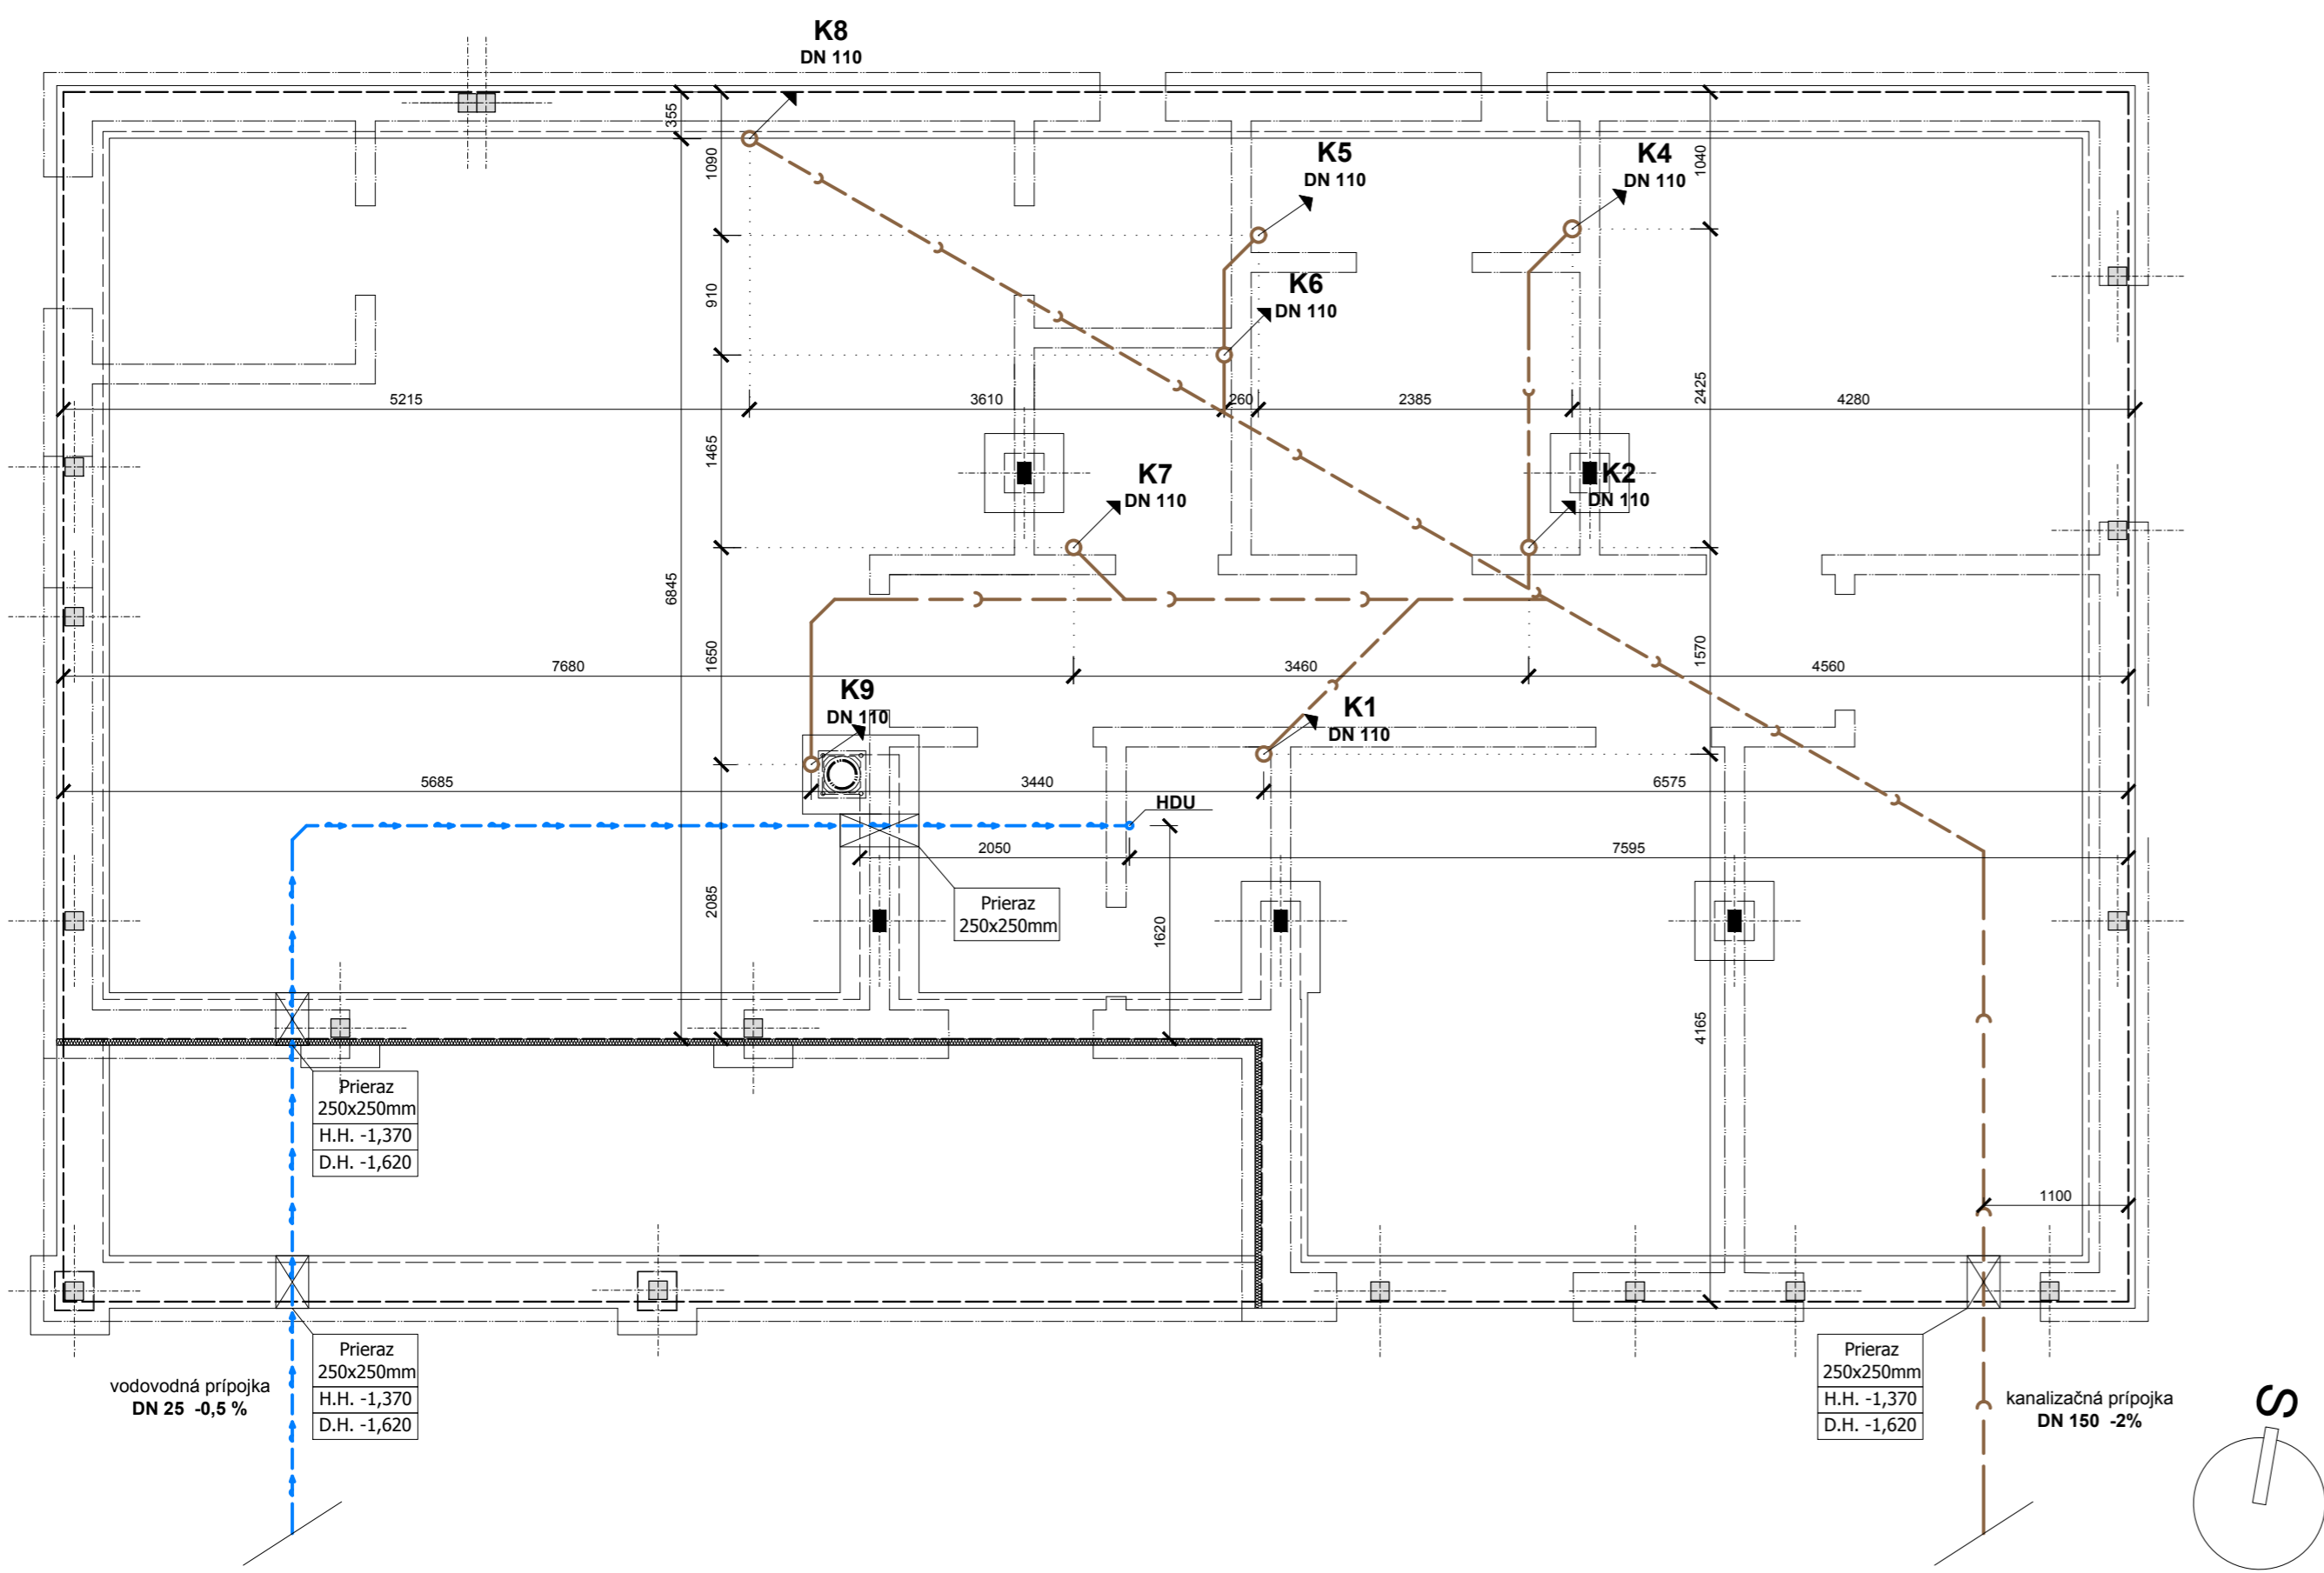 K8
DN 110
355
1090
K5
DN 110
K4
DN 110
1040
910
K6
DN 110
5215
3610
260
2385
4280
2425
1465
K7
DN 110
K2
DN 110
6845
1650
7680
3460
4560
1570
K9
DN 110
K1
DN 110
5685
3440
6575
HDU
2050
7595
2085
Prieraz
250x250mm
1620
4165
Prieraz
250x250mm
H.H. -1,370
D.H. -1,620
1100
Prieraz
250x250mm
H.H. -1,370
D.H. -1,620
vodovodná prípojka
DN 25 -0,5 %
Prieraz
250x250mm
H.H. -1,370
D.H. -1,620
kanalizačná prípojka
DN 150 -2%
S